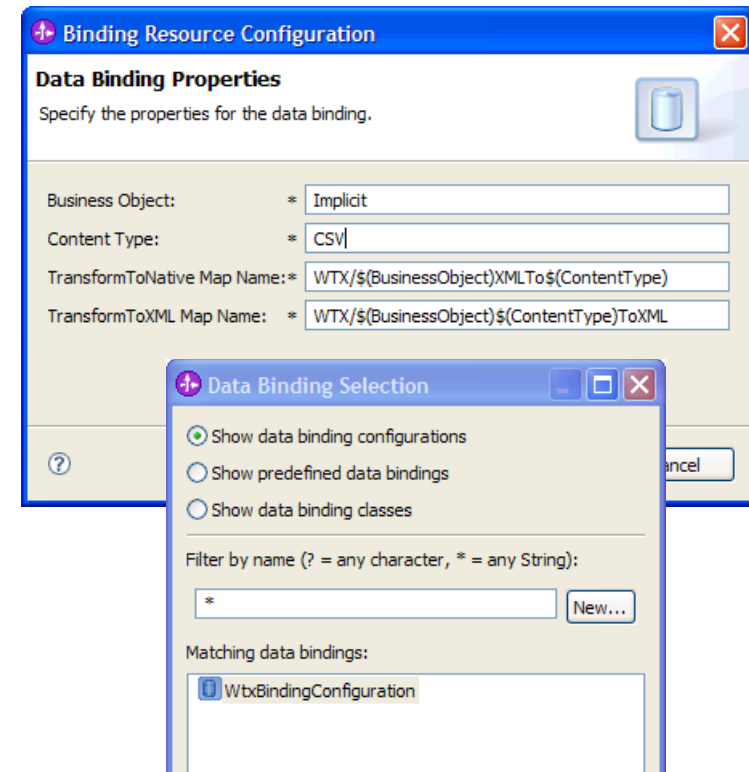 Binding Resource Configuration
Data Binding Properties
Specify the properties for the data binding.
Business Object: * Implicit
Content Type: * CSV
TransformToNative Map Name:* WTX/$(BusinessObject)XMLTo$(ContentType)
TransformToXML Map Name: * WTX/$(BusinessObject)$(ContentType)ToXML
Data Binding Selection
Show data binding configurations
? Show predefined data bindings ancel
Show data binding classes
Filter by name (? = any character, * = any String):
* New...
Matching data bindings:
WtxBindingConfiguration